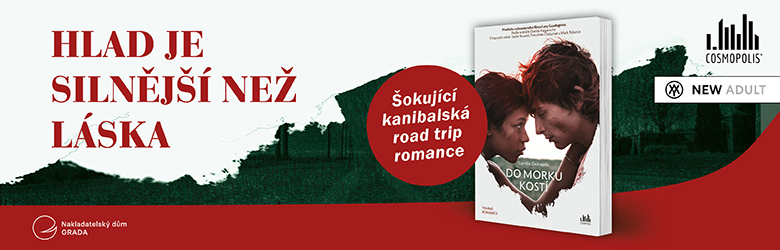 HLAD JE
SILNĚJŠÍ NEŽ
LÁSKA
Šokující
kanibalská
road trip
romance
Camille DeAngelis
DO MORKU
KOSTÍ
COSMOPOLIS
NEW ADULT
Nakladatelský dům
GRADA